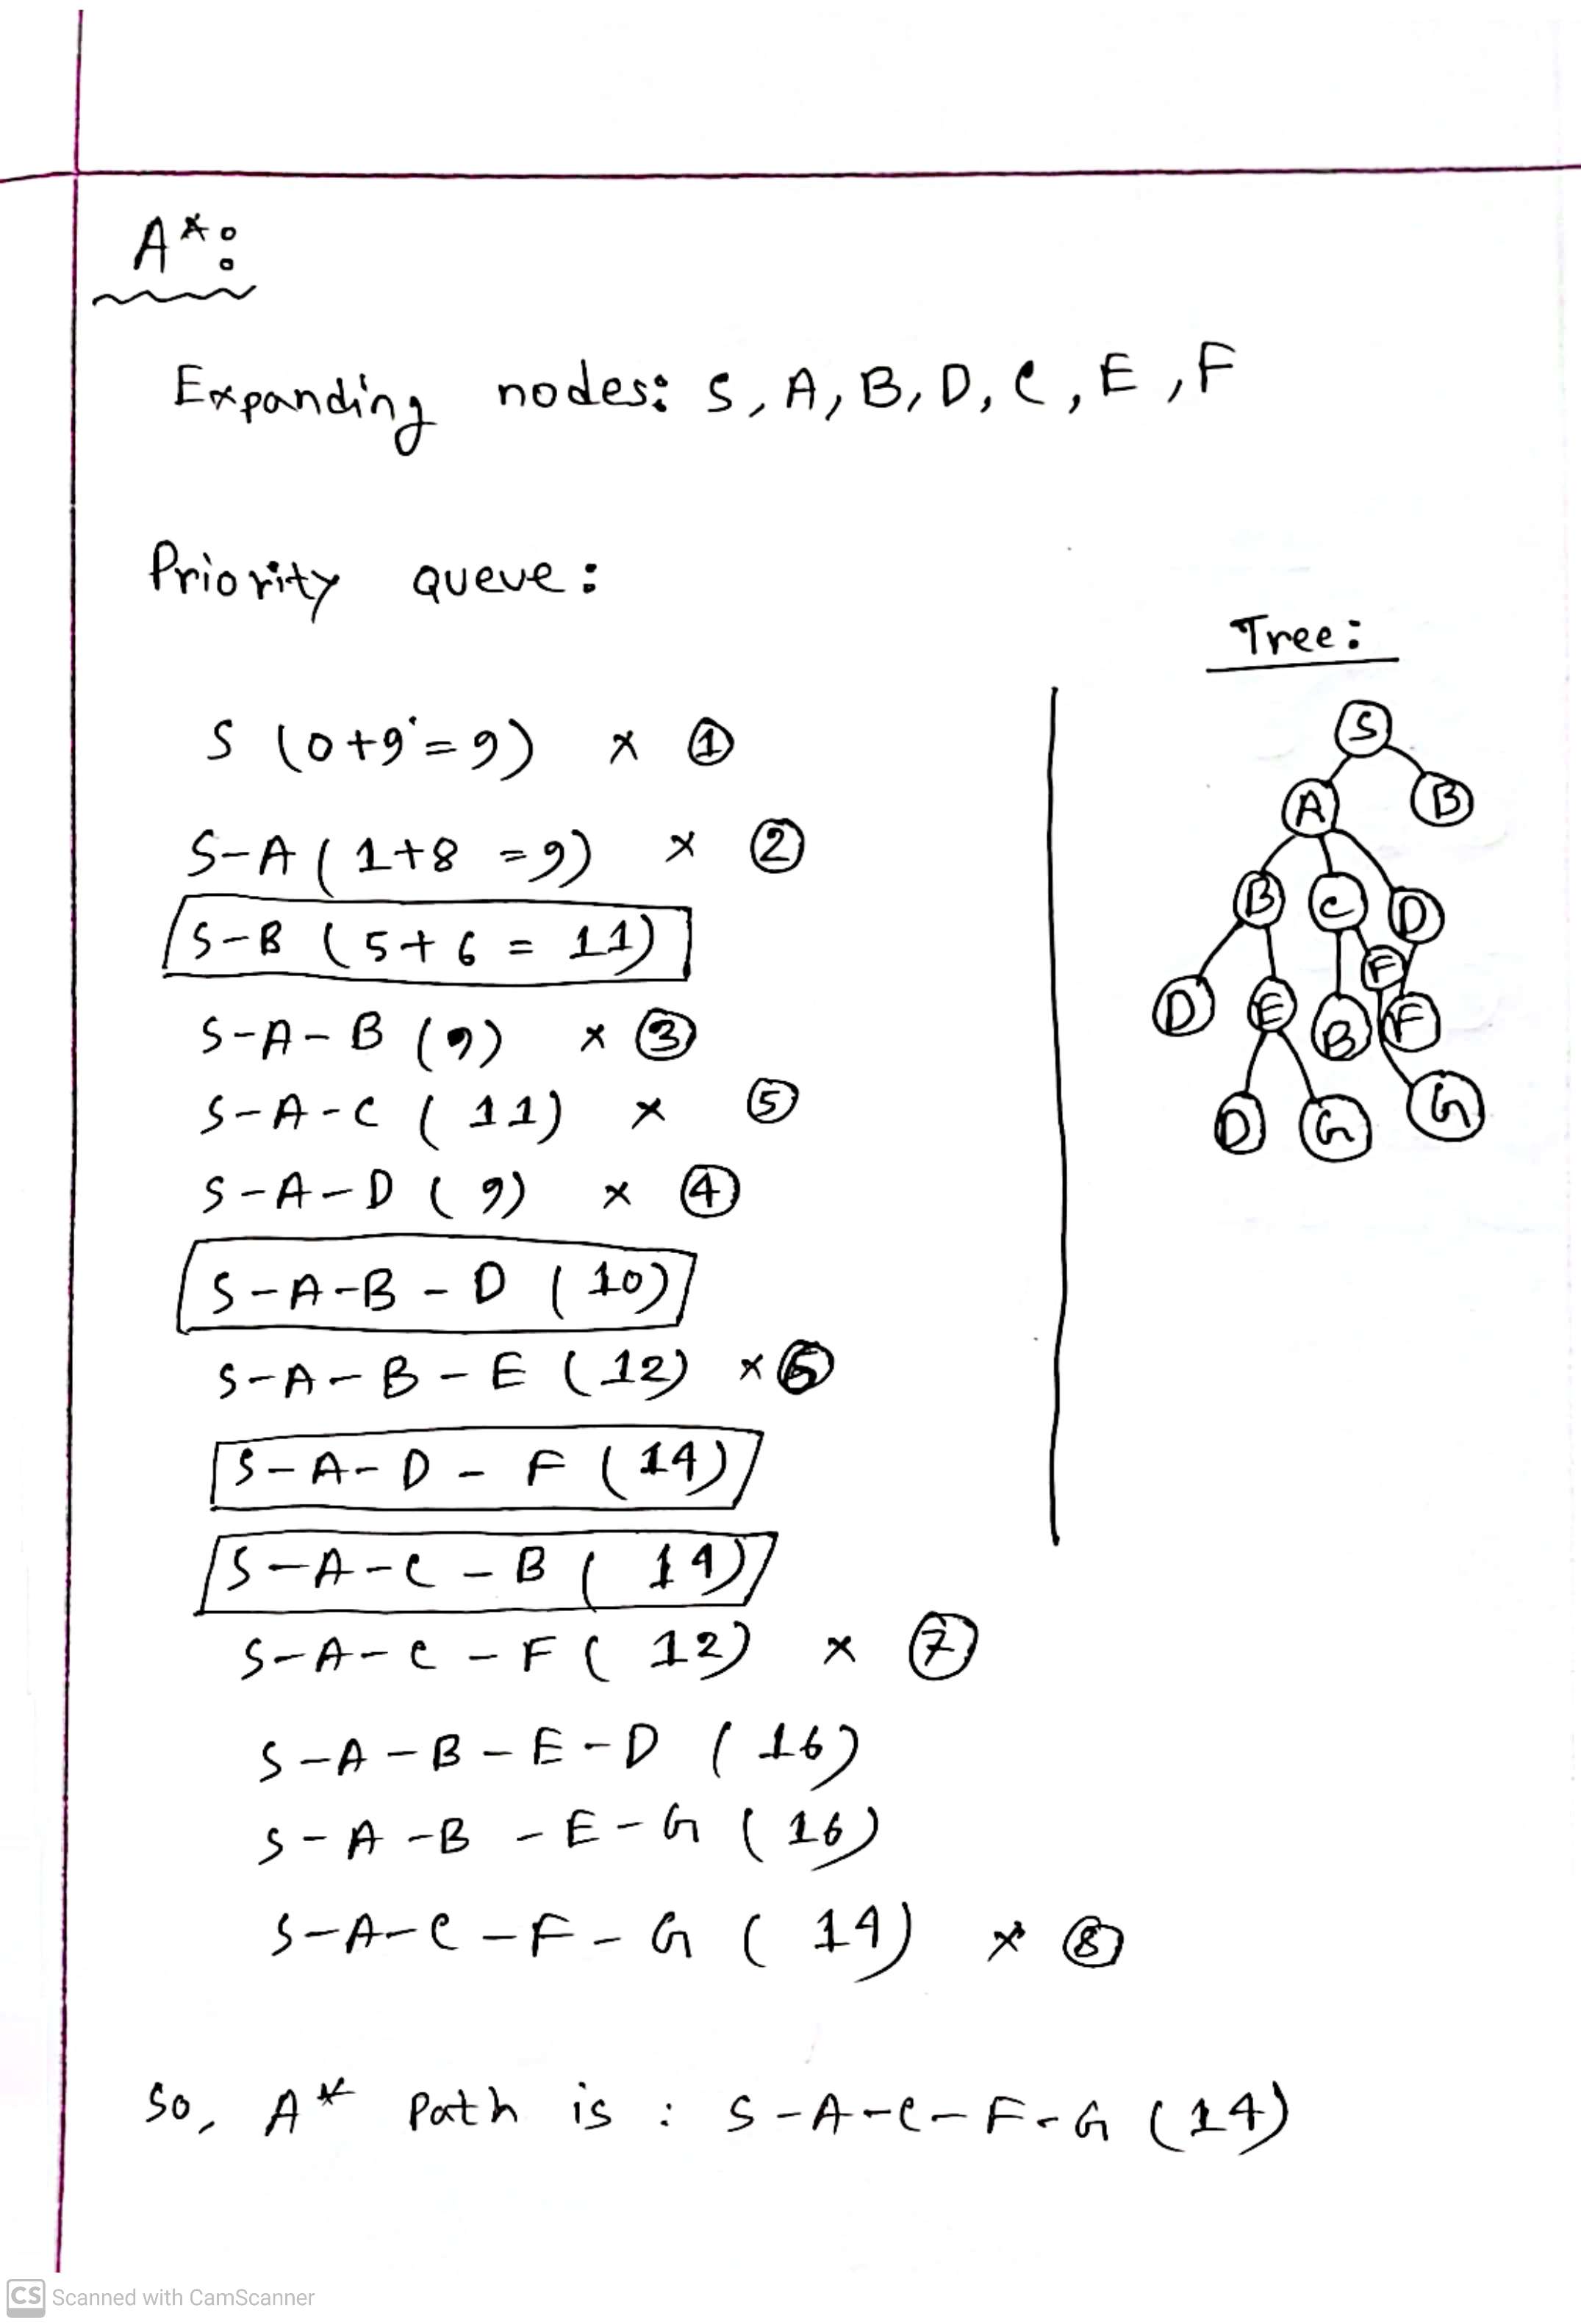 A*:
Expanding nodes: S, A, B, D, C, E, F
Priority Queue:
Tree:
S (0+9=9) × ①
S-A (1+8=9) × ②
S-B (5+6 = 11)
S-A-B (9) × ③
S-A-C (11) × ⑤
S-A-D (9) × ④
S-A-B-D (10)
S-A-B-E (12) × ⑥
S-A-D-F (14)
S-A-C-B (14)
S-A-C-F (12) × ⑦
S-A-B-E-D (16)
S-A-B-E-G (16)
S-A-C-F-G (14) × ⑧
So, A* Path is : S-A-C-F-G (14)
S
A B
B C D
F
D E B F
D G G
CS Scanned with CamScanner